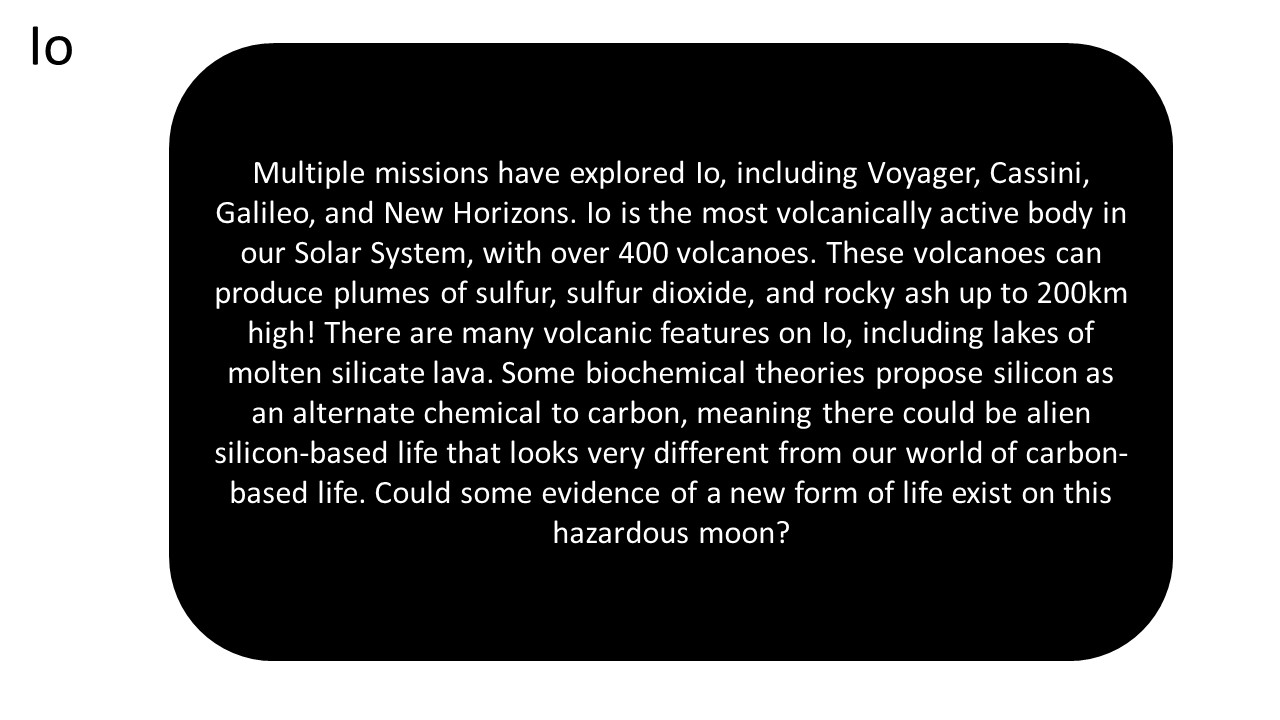 Io
Multiple missions have explored Io, including Voyager, Cassini,
Galileo, and New Horizons. Io is the most volcanically active body in
our Solar System, with over 400 volcanoes. These volcanoes can
produce plumes of sulfur, sulfur dioxide, and rocky ash up to 200km
high! There are many volcanic features on Io, including lakes of
molten silicate lava. Some biochemical theories propose silicon as
an alternate chemical to carbon, meaning there could be alien
silicon-based life that looks very different from our world of carbon-
based life. Could some evidence of a new form of life exist on this
hazardous moon?